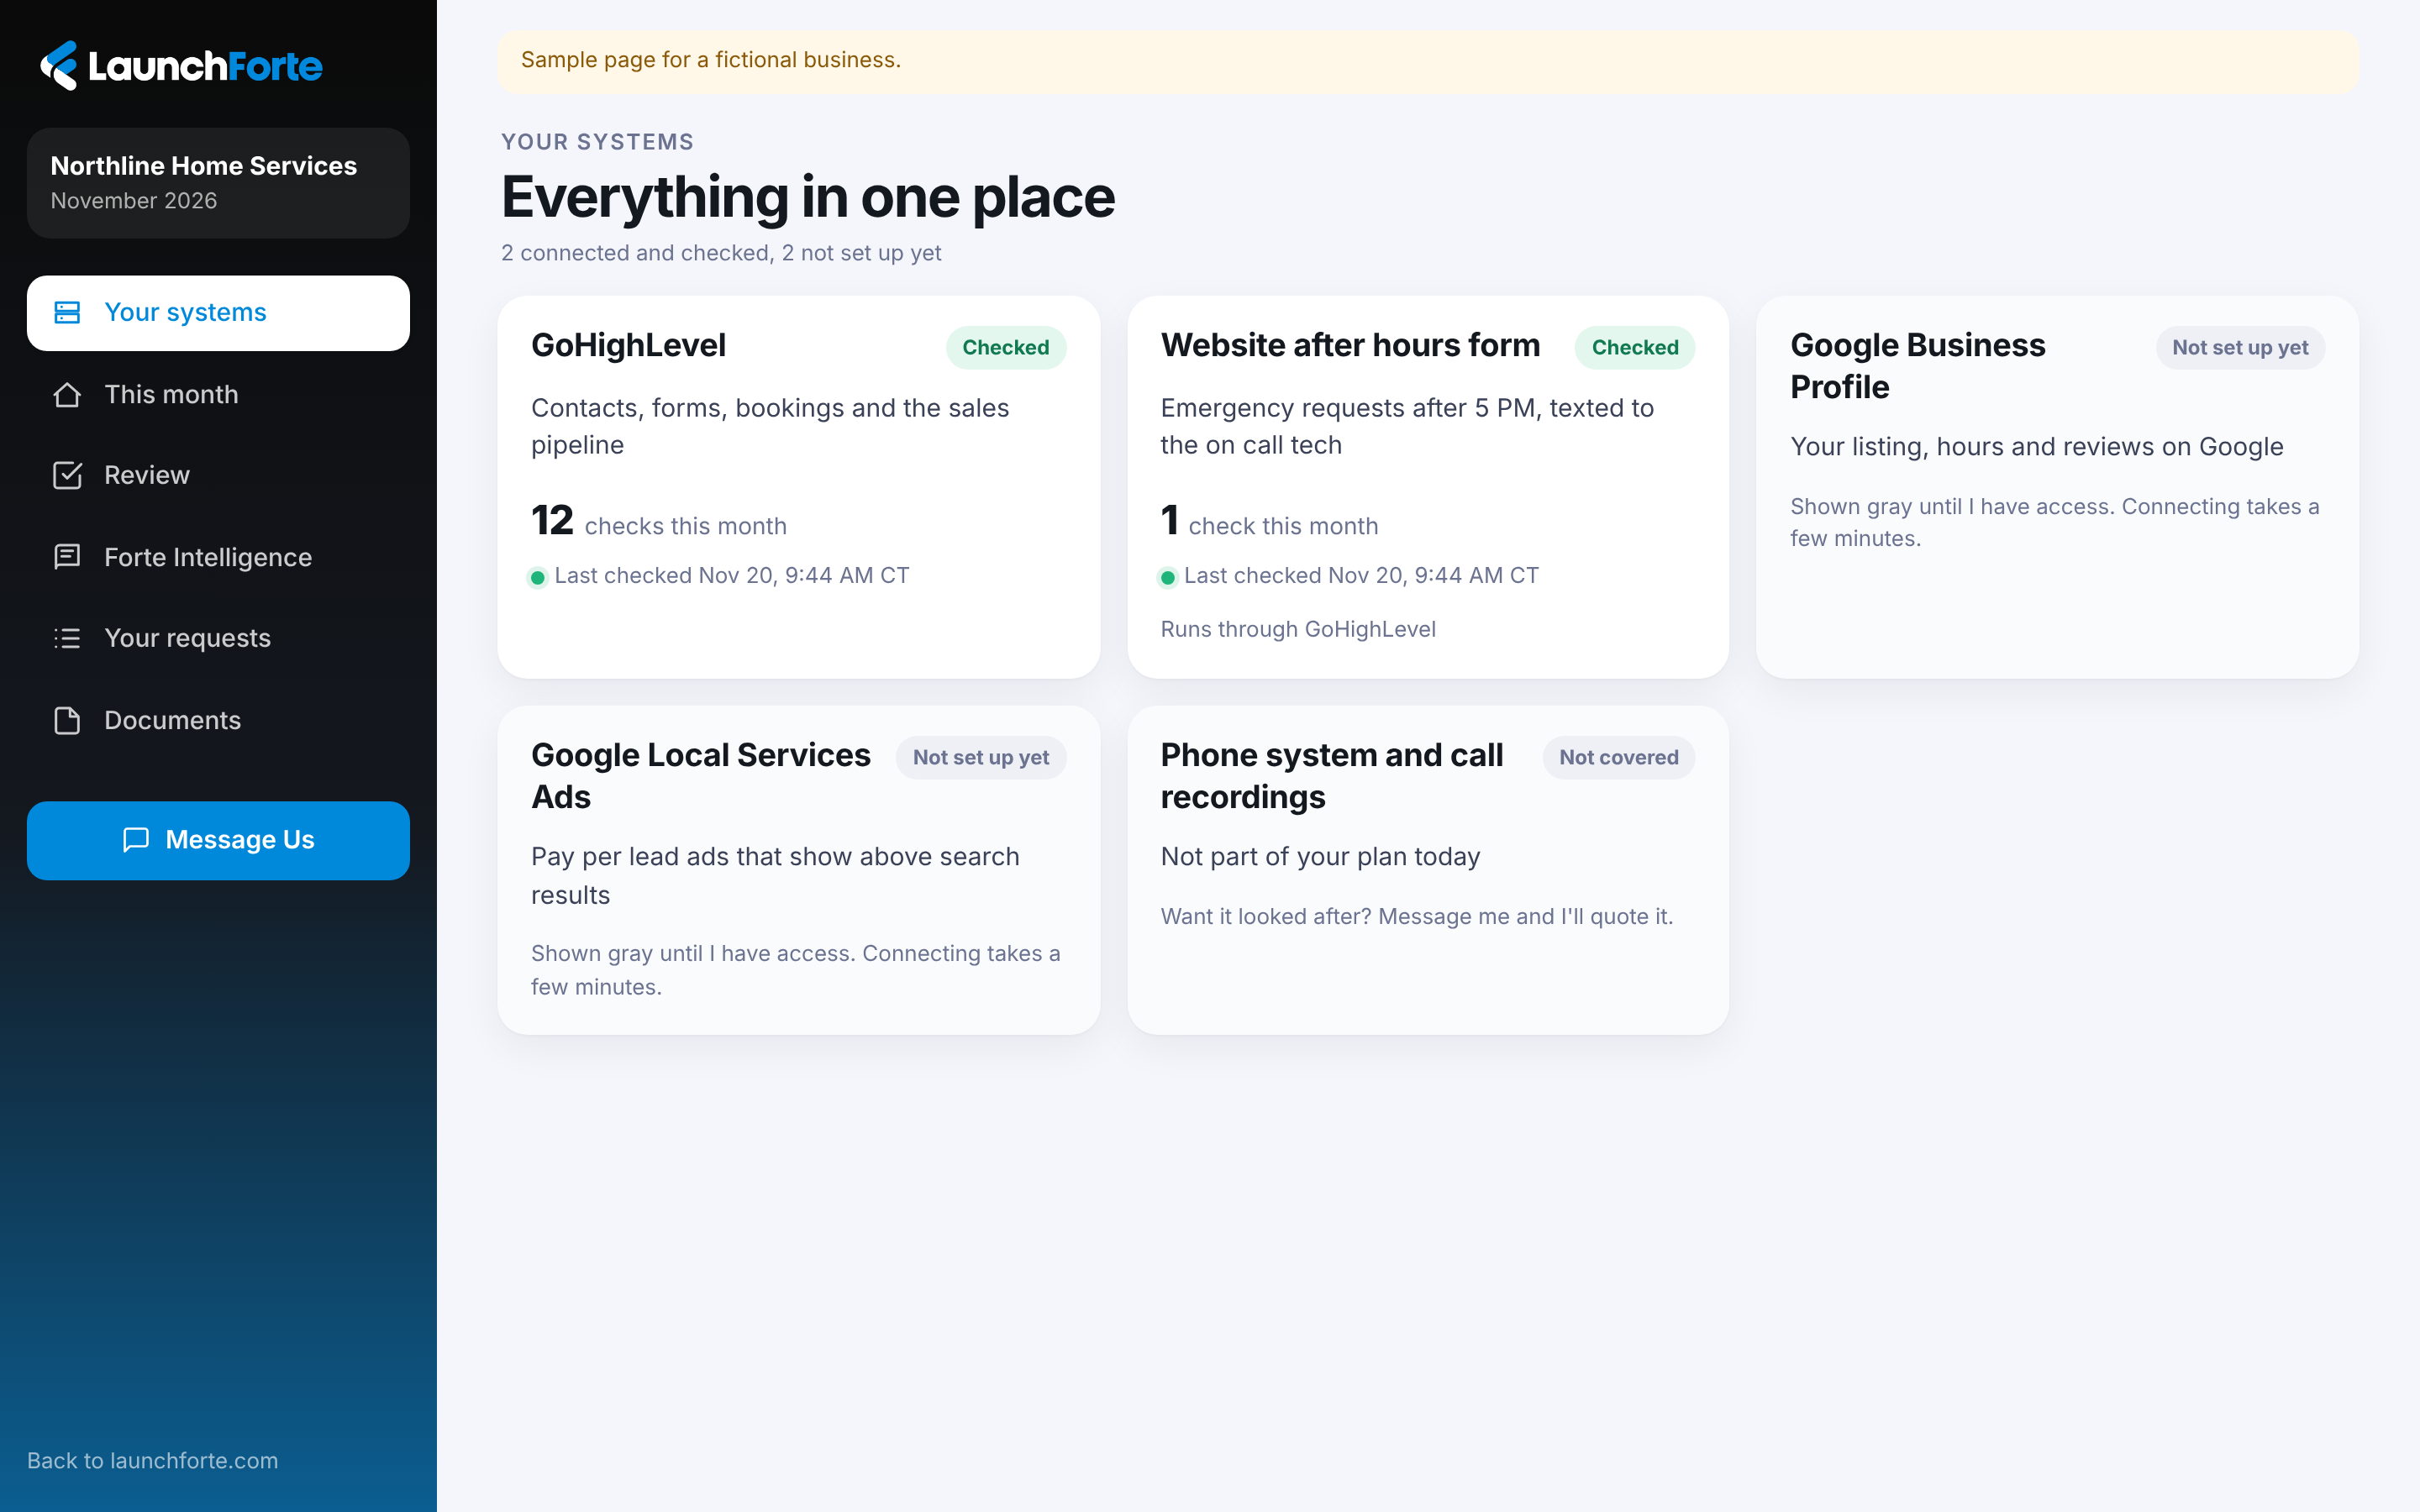 LaunchForte
Northline Home Services
November 2026
Your systems
This month
Review
Forte Intelligence
Your requests
Documents
Message Us
Back to launchforte.com
Sample page for a fictional business.
YOUR SYSTEMS
Everything in one place
2 connected and checked, 2 not set up yet
GoHighLevel
Checked
Contacts, forms, bookings and the sales
pipeline
12 checks this month
Last checked Nov 20, 9:44 AM CT
Website after hours form
Checked
Emergency requests after 5 PM, texted to
the on call tech
1 check this month
Last checked Nov 20, 9:44 AM CT
Runs through GoHighLevel
Google Business
Profile
Not set up yet
Your listing, hours and reviews on Google
Shown gray until I have access. Connecting takes a
few minutes.
Google Local Services
Ads
Not set up yet
Pay per lead ads that show above search
results
Shown gray until I have access. Connecting takes a
few minutes.
Phone system and call
recordings
Not covered
Not part of your plan today
Want it looked after? Message me and I'll quote it.